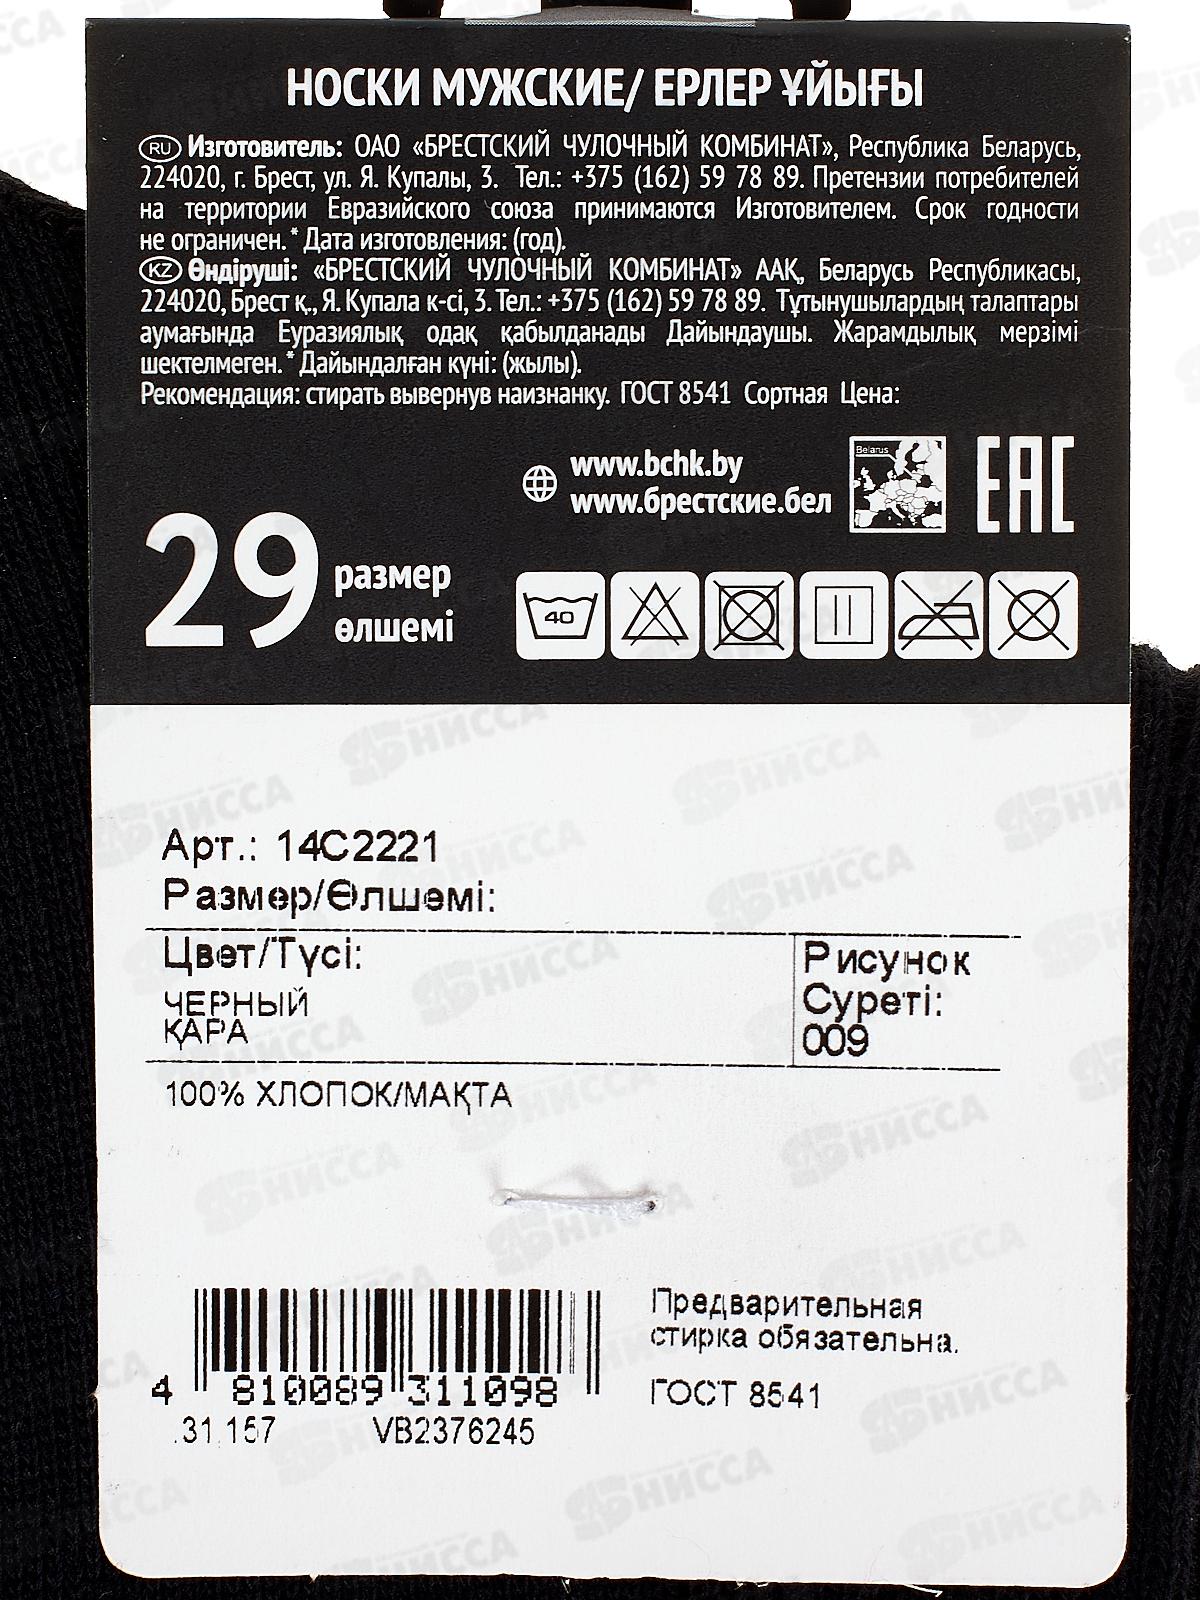 НОСКИ МУЖСКИЕ/ ЕРЛЕР ҰЙЫҒЫ
RU Изготовитель: ОАО «БРЕСТСКИЙ ЧУЛОЧНЫЙ КОМБИНАТ», Республика Беларусь,
224020, г. Брест, ул. Я. Купалы, 3. Тел.: +375 (162) 59 78 89. Претензии потребителей
на территории Евразийского союза принимаются Изготовителем. Срок годности
не ограничен.* Дата изготовления: (год).
KZ Өндіруші: «БРЕСТСКИЙ ЧУЛОЧНЫЙ КОМБИНАТ» ААҚ, Беларусь Республикасы,
224020, Брест қ., Я. Купала к-сі, 3. Тел.: +375 (162) 59 78 89. Тұтынушылардың талаптары
аумағында Еуразиялық одақ қабылданады Дайындаушы. Жарамдылық мерзімі
шектелмеген.* Дайындалған күні: (жылы).
Рекомендация: стирать вывернув наизнанку. ГОСТ 8541 Сортная Цена:
www.bchk.by
www.брестские.бел
Belarus
EAC
29 размер
өлшемі
40
Арт.: 14С2221
Размер/Өлшемі:
Цвет/Түсі:
ЧЕРНЫЙ
ҚАРА
Рисунок
Суреті:
009
100% ХЛОПОК/МАҚТА
Предварительная
стирка обязательна.
ГОСТ 8541
4 810089 311098
.31.157 VB2376245
НИССА